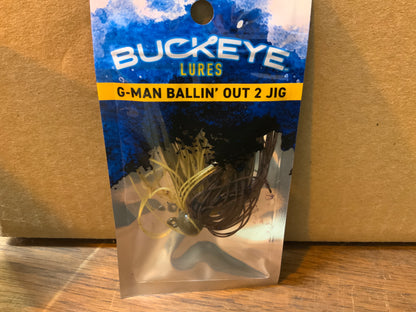 BUCKEYE
LURES
G-MAN BALLIN' OUT 2 JIG